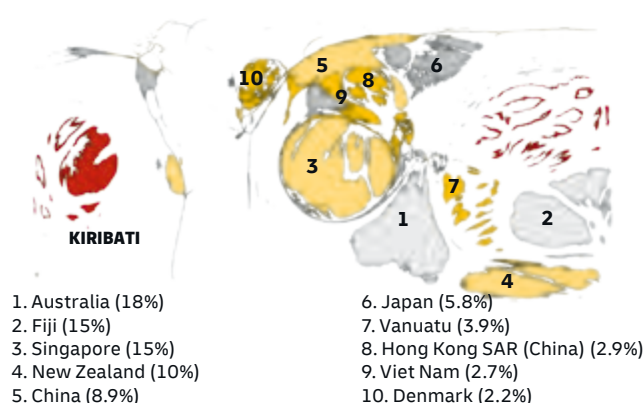 10
5
8
6
9
3
7
1
2
KIRIBATI
4
1. Australia (18%)
2. Fiji (15%)
3. Singapore (15%)
4. New Zealand (10%)
5. China (8.9%)
6. Japan (5.8%)
7. Vanuatu (3.9%)
8. Hong Kong SAR (China) (2.9%)
9. Viet Nam (2.7%)
10. Denmark (2.2%)